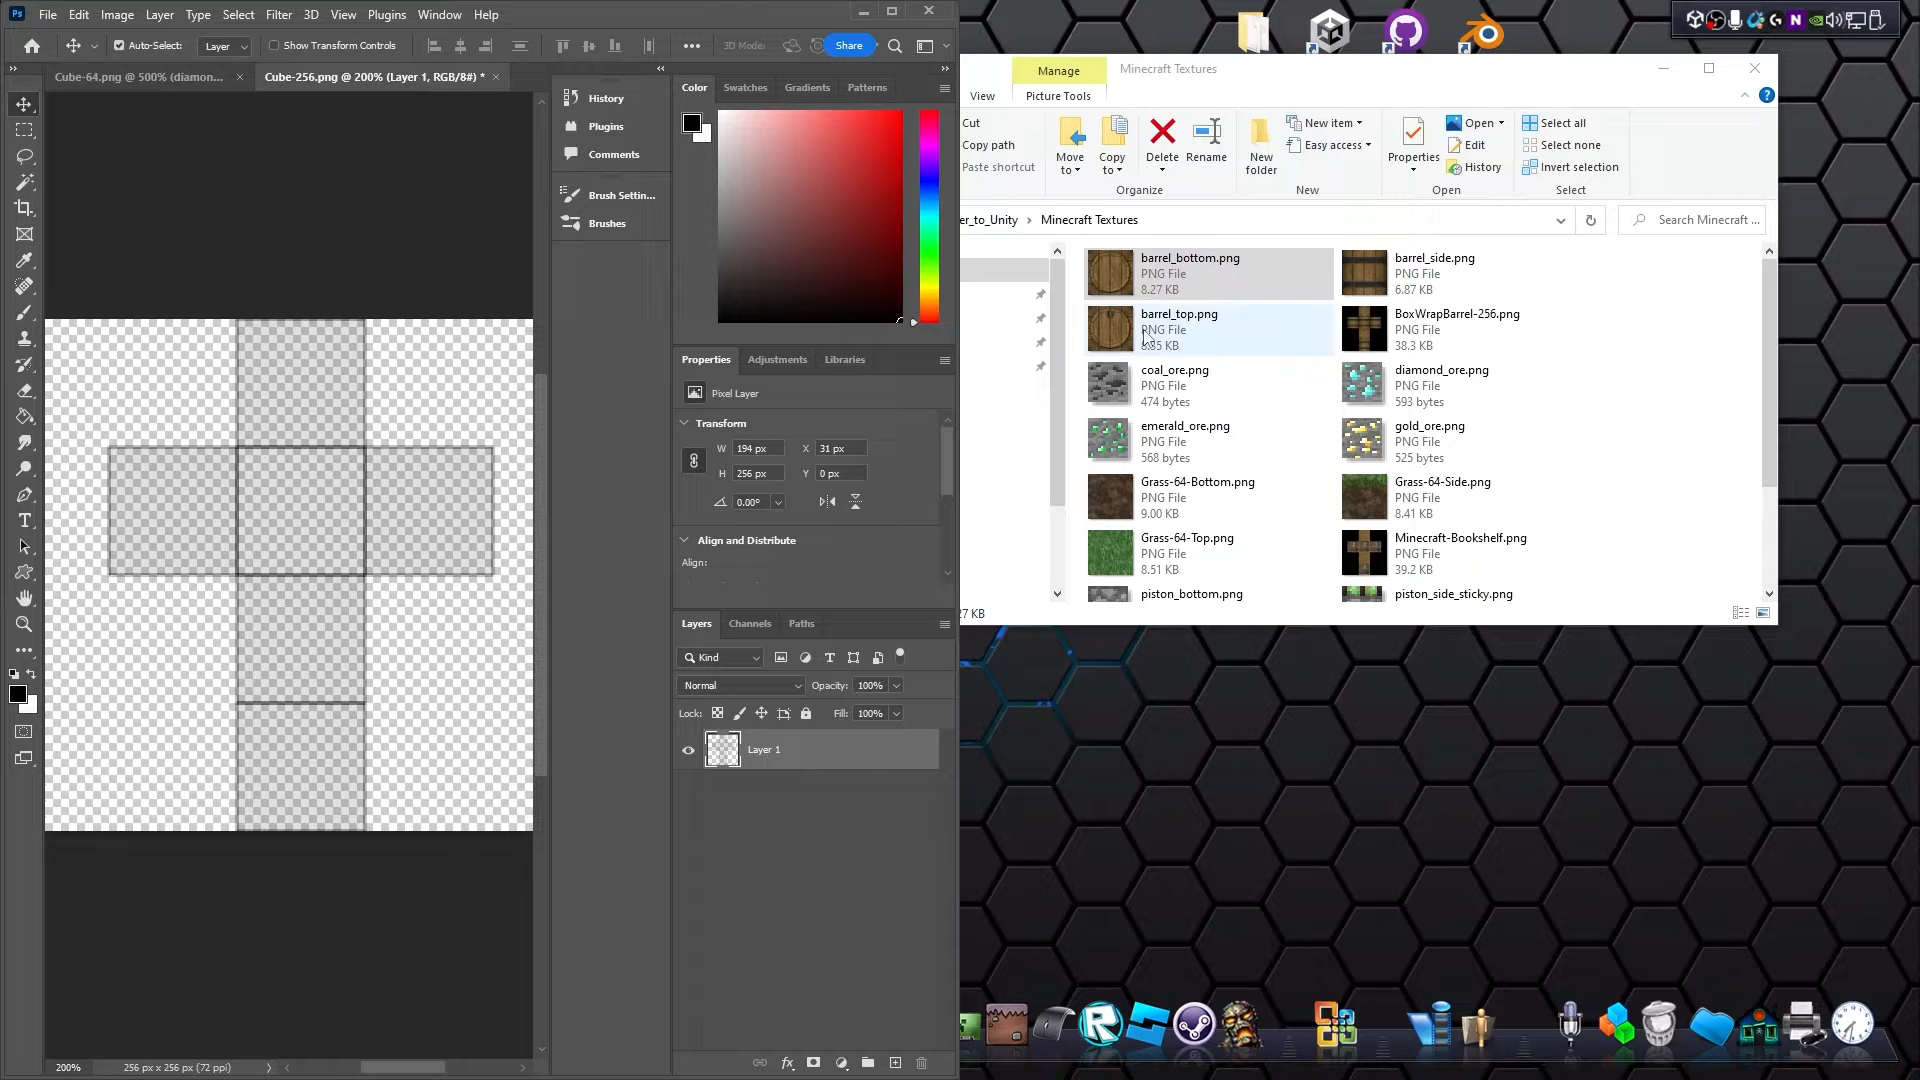 Ps File Edit Image Layer Type Select Filter 3D View Plugins Window Help
Auto-Select: Layer Show Transform Controls 3D Mode: Share
Cube-64.png @ 500% (diamon... Cube-256.png @ 200% (Layer 1, RGB/8#) *
History
Plugins
Comments
Brush Settin...
Brushes
Color Swatches Gradients Patterns
Properties Adjustments Libraries
Pixel Layer
Transform
W 194 px X 31 px
H 256 px Y 0 px
0.00°
Align and Distribute
Align:
Layers Channels Paths
Kind
Normal Opacity: 100%
Lock: Fill: 100%
Layer 1
200% 256 px x 256 px (72 ppi)
Manage Minecraft Textures
View Picture Tools
Cut
Copy path
Paste shortcut
Move to
Copy to
Delete
Rename
Organize
New folder
New item
Easy access
New
Properties
Open
Edit
History
Open
Select all
Select none
Invert selection
Select
er_to_Unity › Minecraft Textures Search Minecraft ...
barrel_bottom.png
PNG File
8.27 KB
barrel_side.png
PNG File
6.87 KB
barrel_top.png
PNG File
8.35 KB
BoxWrapBarrel-256.png
PNG File
38.3 KB
coal_ore.png
PNG File
474 bytes
diamond_ore.png
PNG File
593 bytes
emerald_ore.png
PNG File
568 bytes
gold_ore.png
PNG File
525 bytes
Grass-64-Bottom.png
PNG File
9.00 KB
Grass-64-Side.png
PNG File
8.41 KB
Grass-64-Top.png
PNG File
8.51 KB
Minecraft-Bookshelf.png
PNG File
39.2 KB
piston_bottom.png
piston_side_sticky.png
27 KB